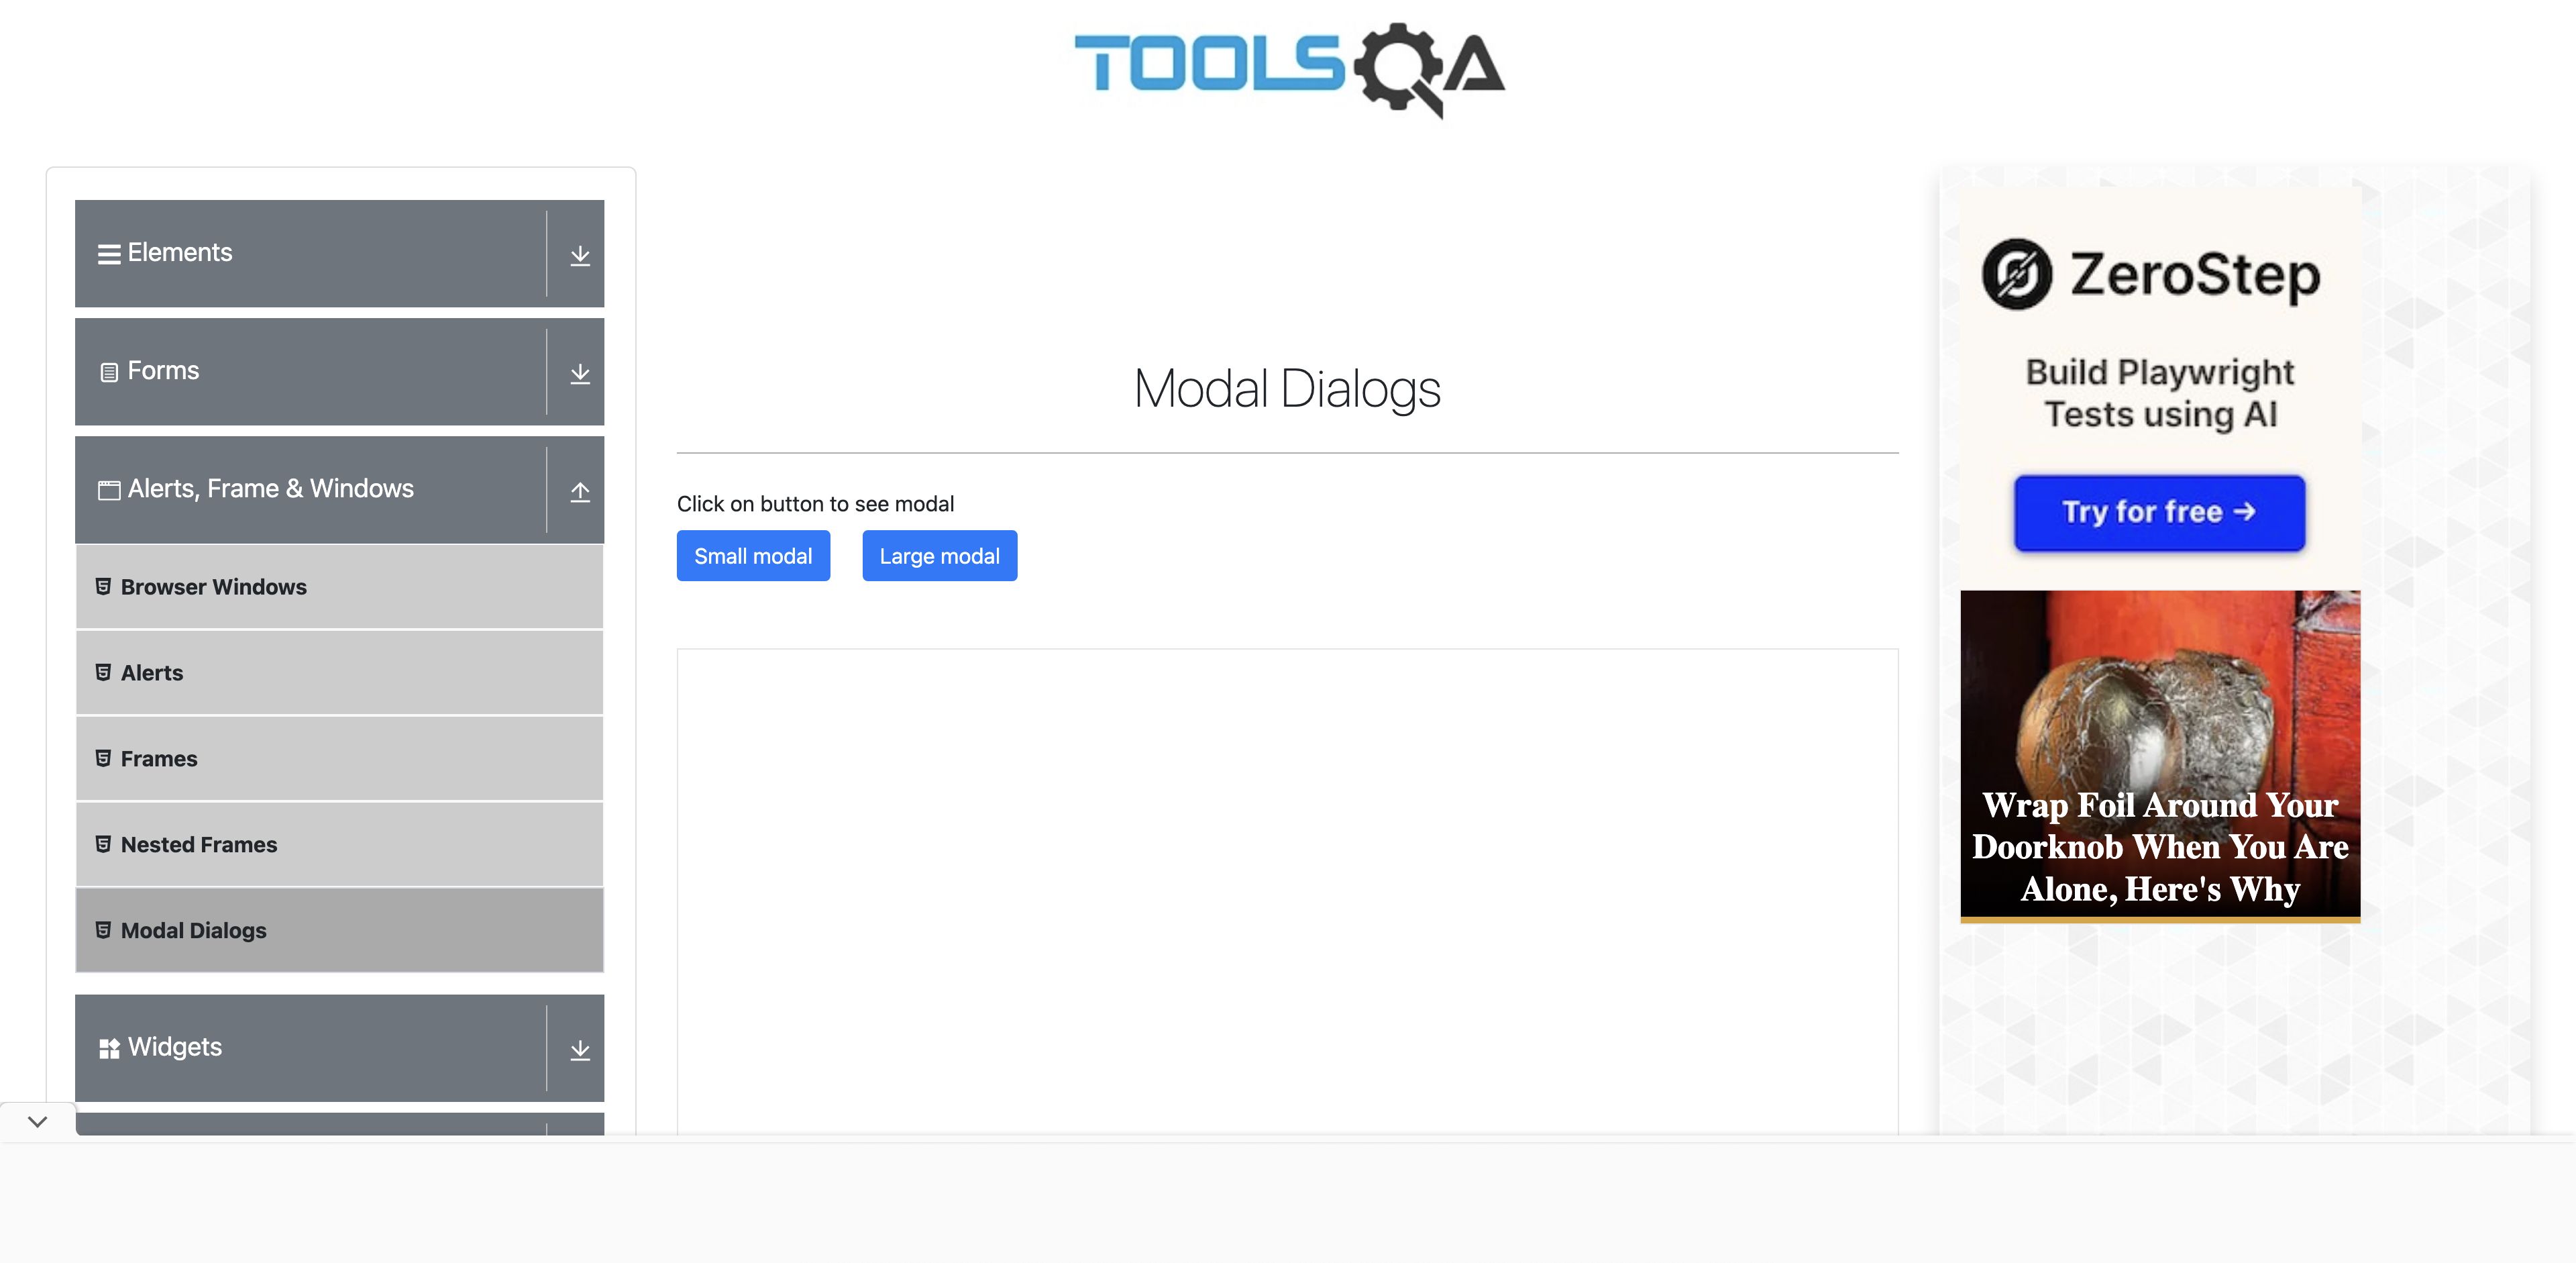 TOOLSQA
Elements
Forms
Alerts, Frame & Windows
Browser Windows
Alerts
Frames
Nested Frames
Modal Dialogs
Widgets
Modal Dialogs
Click on button to see modal
Small modal
Large modal
ZeroStep
Build Playwright
Tests using AI
Try for free →
Wrap Foil Around Your
Doorknob When You Are
Alone, Here's Why